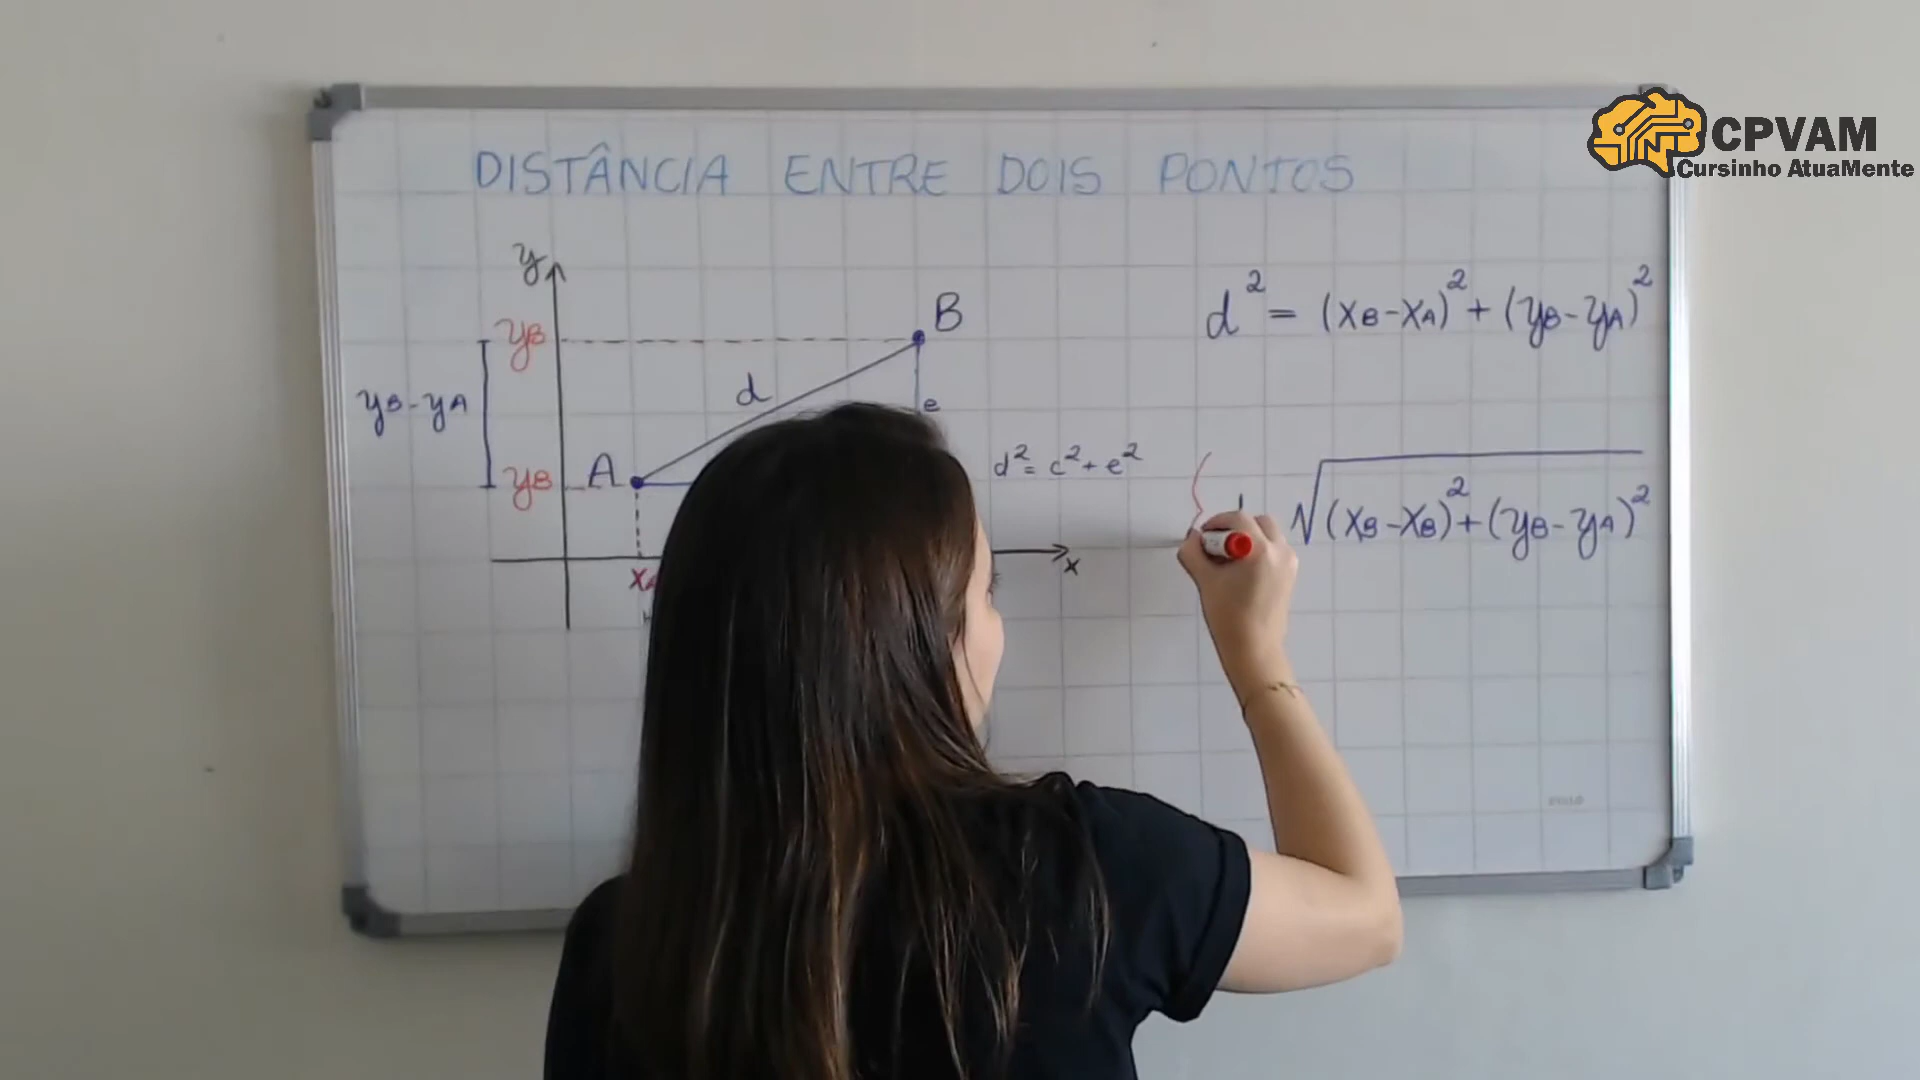 CPVAM
Cursinho AtuaMente
DISTÂNCIA ENTRE DOIS PONTOS
y
B
yB
d
yB-yA
e
A
yB
x
d² = c² + e²
d² = (xB-xA)² + (yB-yA)²
√(xB-xB)² + (yB-yA)²